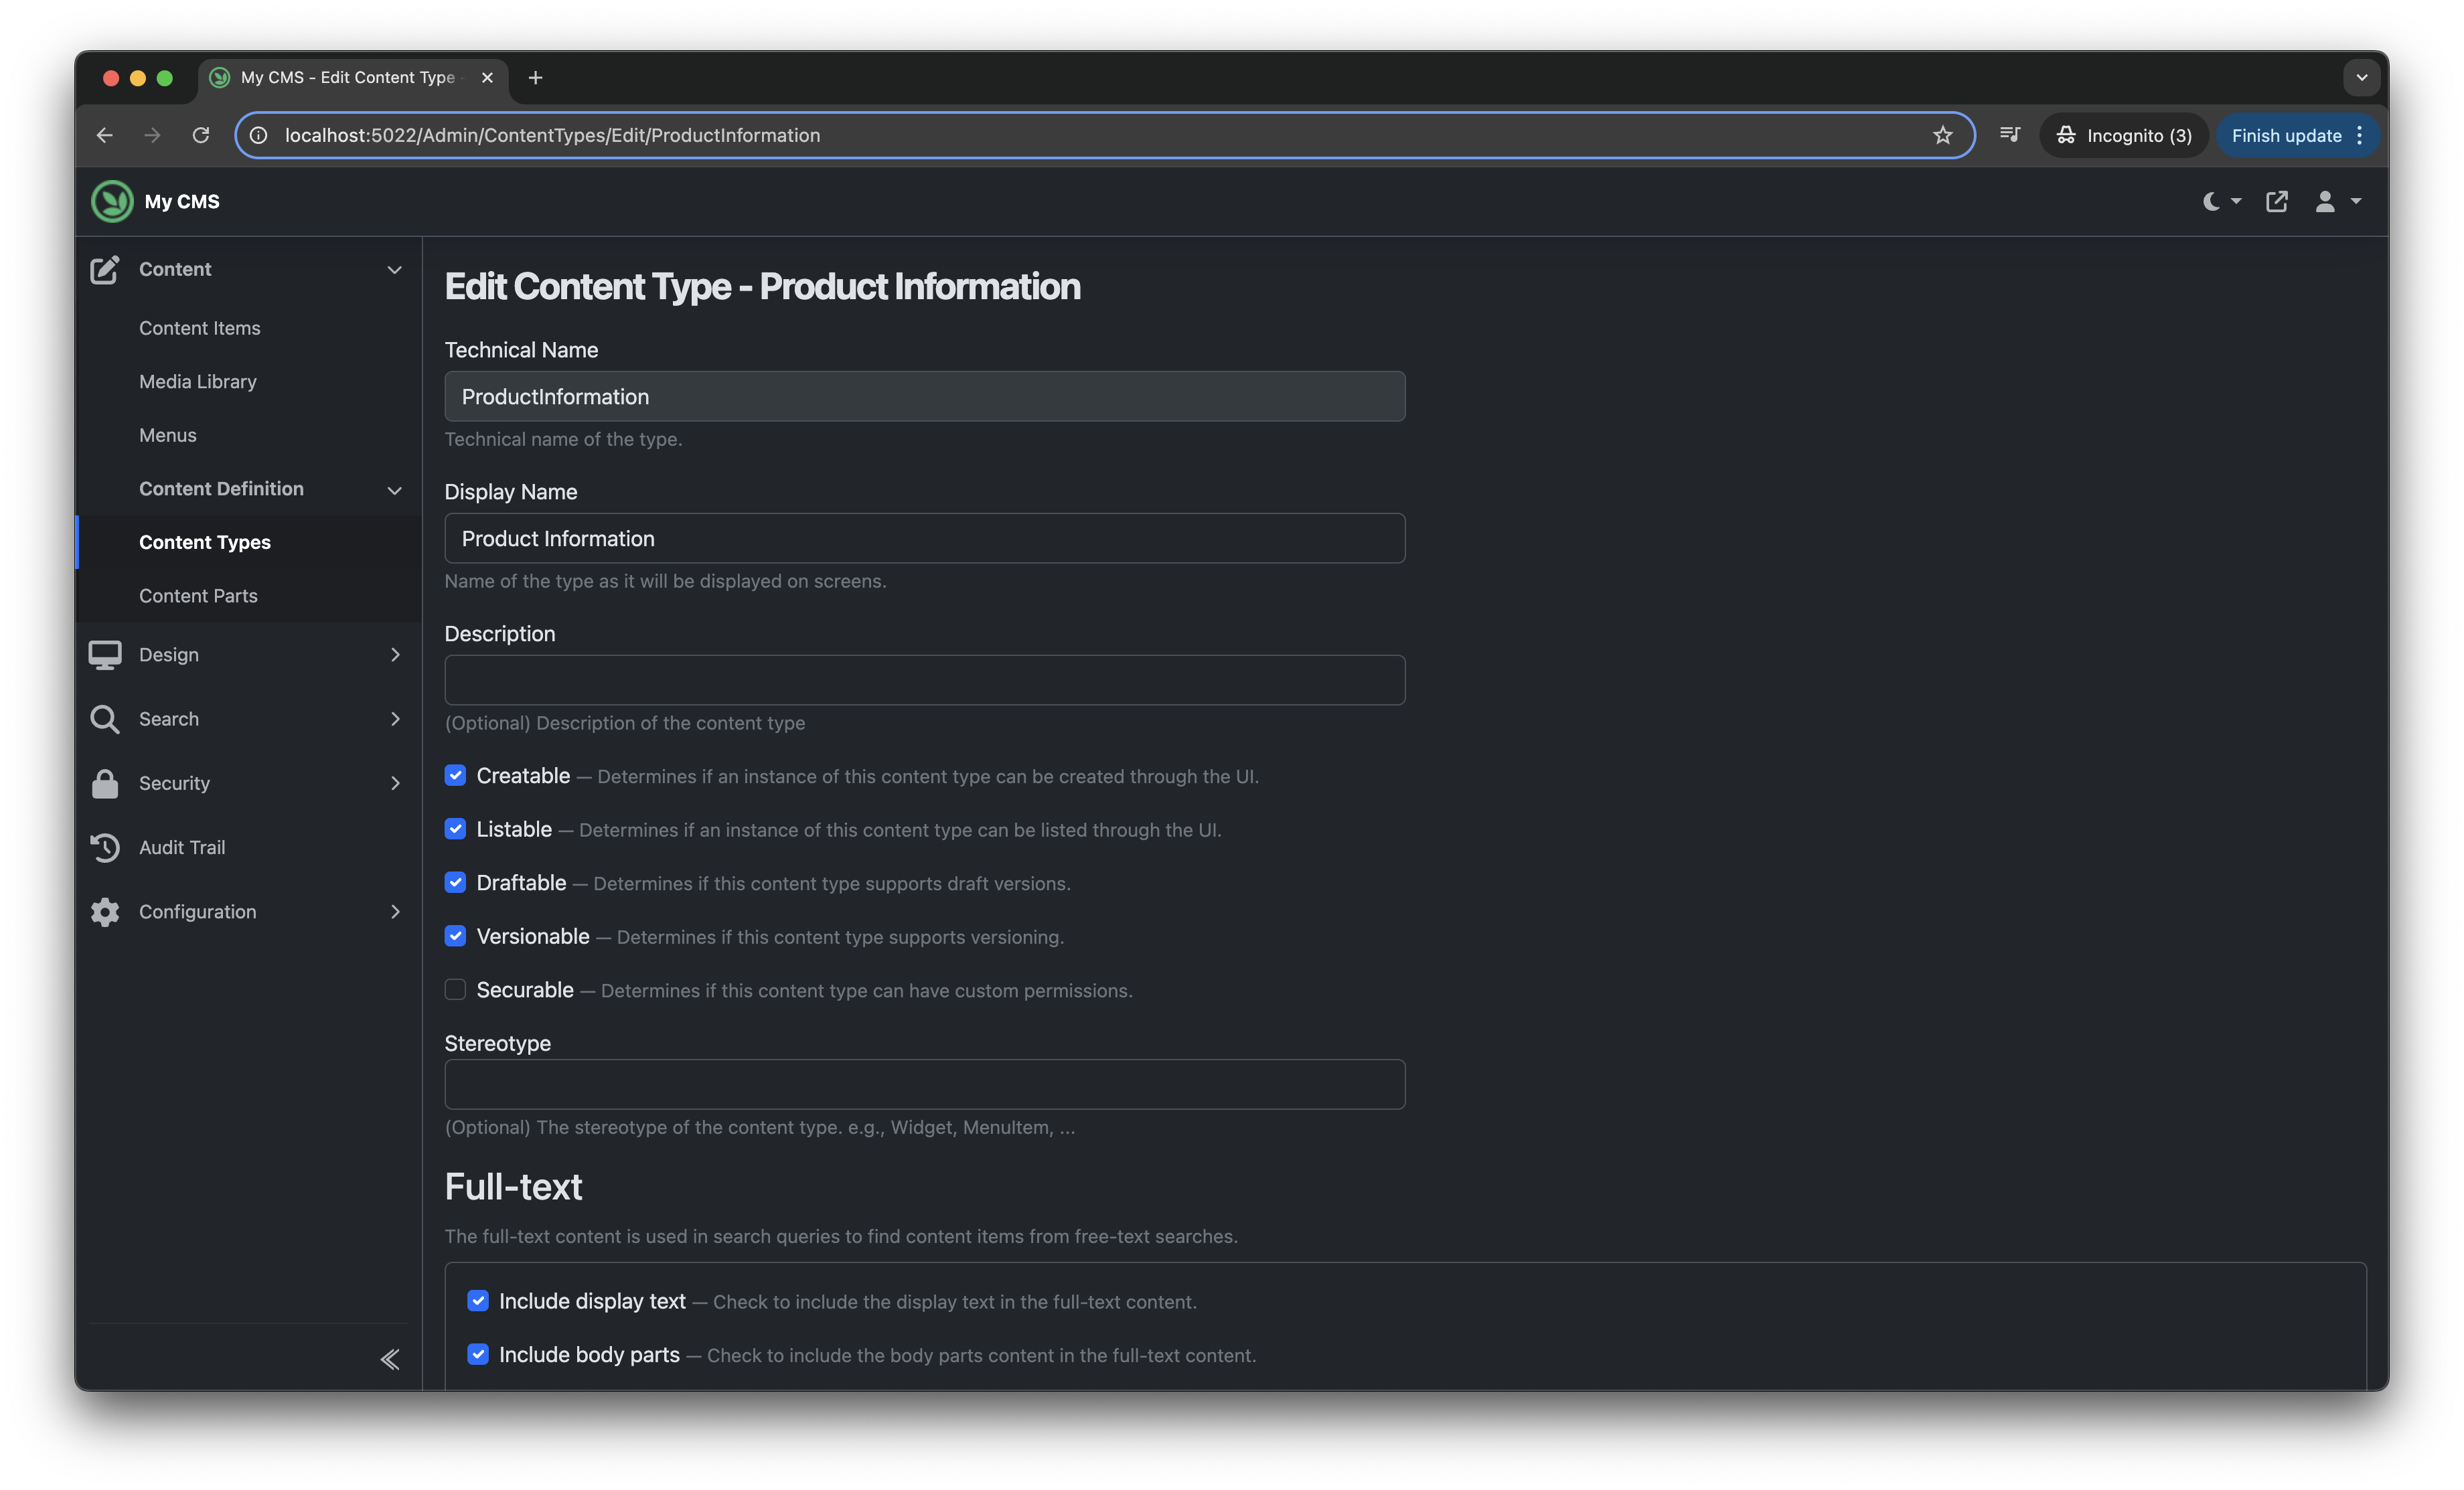 My CMS - Edit Content Type -
localhost:5022/Admin/ContentTypes/Edit/ProductInformation
Incognito (3)
Finish update
My CMS
Content
Content Items
Media Library
Menus
Content Definition
Content Types
Content Parts
Design
Search
Security
Audit Trail
Configuration
Edit Content Type - Product Information
Technical Name
ProductInformation
Technical name of the type.
Display Name
Product Information
Name of the type as it will be displayed on screens.
Description
(Optional) Description of the content type
Creatable — Determines if an instance of this content type can be created through the UI.
Listable — Determines if an instance of this content type can be listed through the UI.
Draftable — Determines if this content type supports draft versions.
Versionable — Determines if this content type supports versioning.
Securable — Determines if this content type can have custom permissions.
Stereotype
(Optional) The stereotype of the content type. e.g., Widget, MenuItem, ...
Full-text
The full-text content is used in search queries to find content items from free-text searches.
Include display text — Check to include the display text in the full-text content.
Include body parts — Check to include the body parts content in the full-text content.